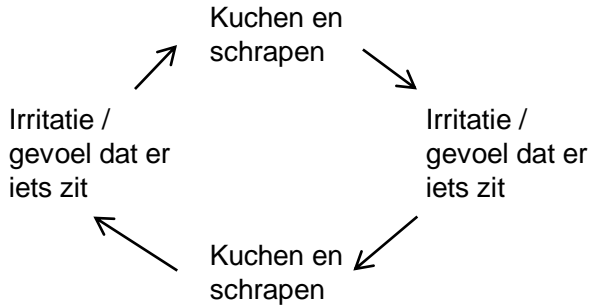 Kuchen en
schrapen
Irritatie /
gevoel dat er
iets zit
Irritatie /
gevoel dat er
iets zit
Kuchen en
schrapen